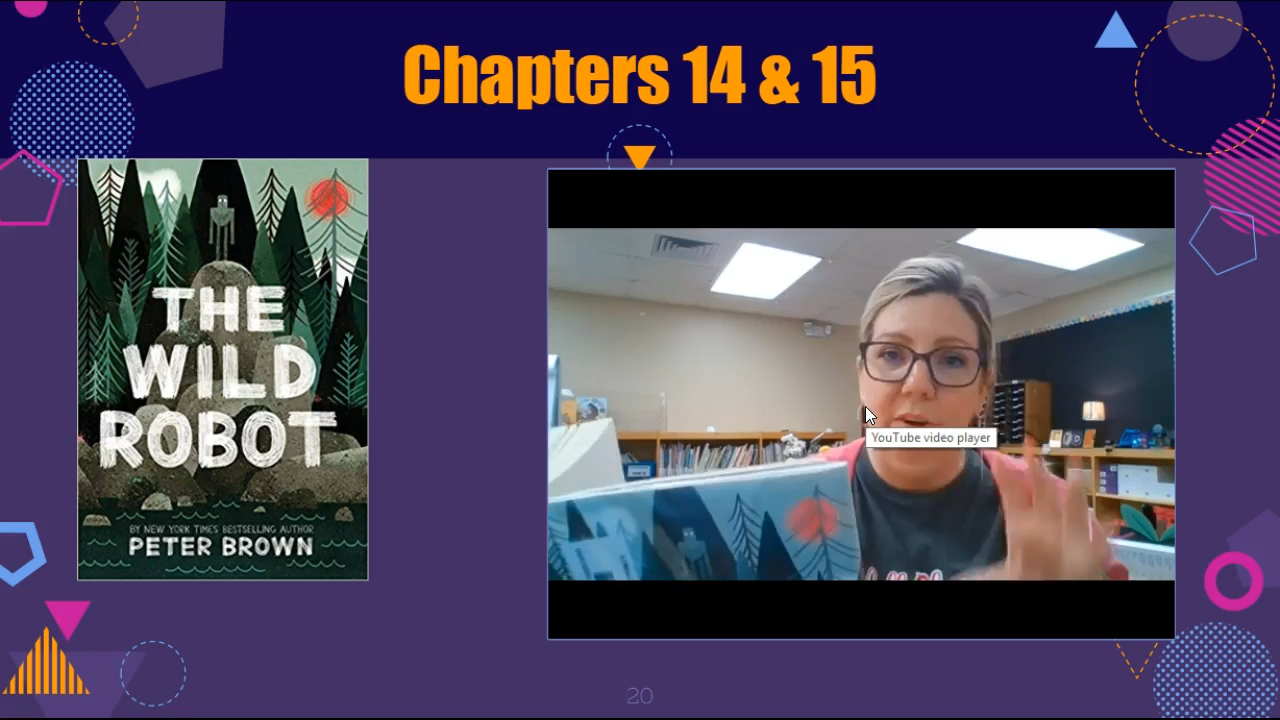 Chapters 14 & 15
THE
WILD
ROBOT
BY NEW YORK TIMES BESTSELLING AUTHOR
PETER BROWN
YouTube video player
20